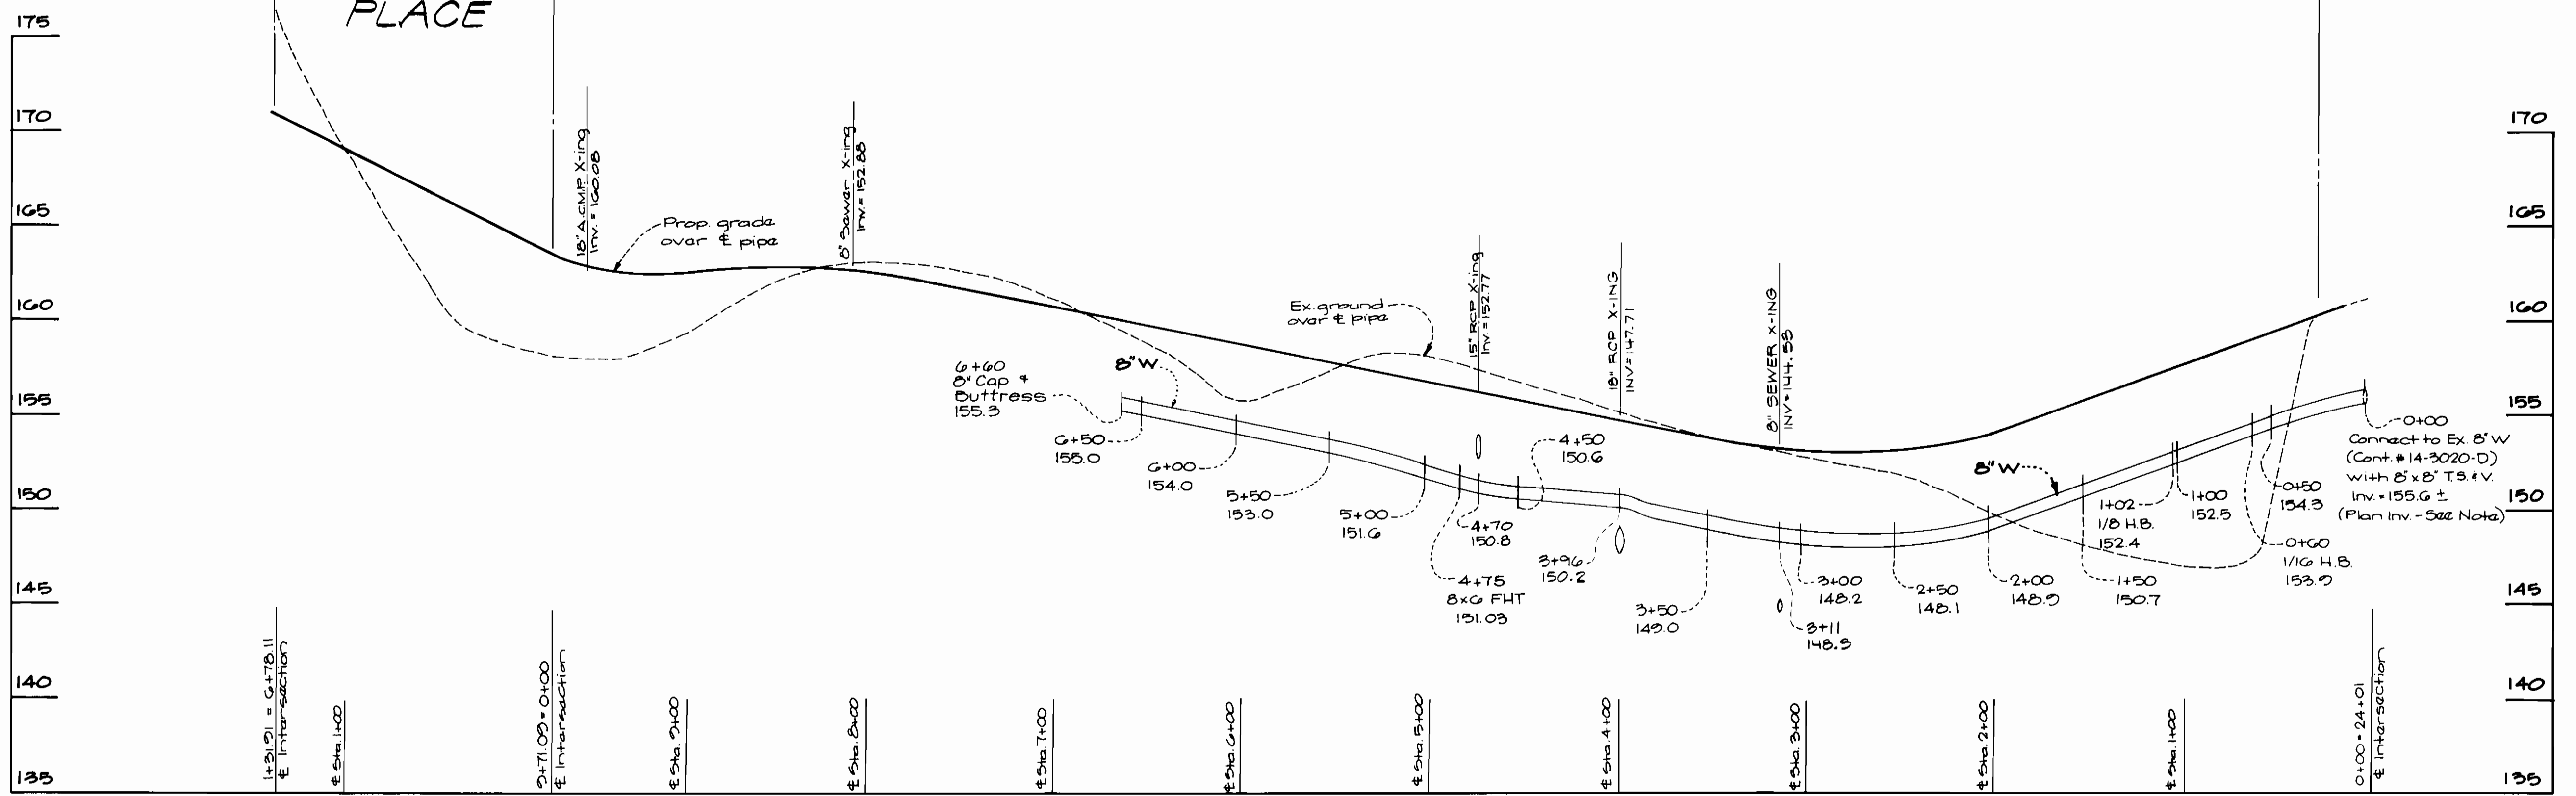 PLACE
175
170
165
160
155
150
145
140
135
170
165
160
155
150
145
140
135
18" A.C.M.P. X-ing
Inv. = 160.08
8" Sewer X-ing
Inv. = 152.88
Prop. grade
over ℄ pipe
Ex. ground
over ℄ pipe
15" RCP X-ing
Inv. = 152.77
18" RCP X-ING
INV = 147.71
8" SEWER X-ING
INV = 144.58
8" W
6+60
8" Cap &
Buttress
155.3
6+50
155.0
6+00
154.0
5+50
153.0
5+00
151.6
4+75
8x6 FHT
151.03
4+70
150.8
4+50
150.6
3+96
150.2
3+50
149.0
3+11
148.3
3+00
148.2
2+50
148.1
2+00
148.9
8" W
1+50
150.7
1+02
1/8 H.B.
152.4
1+00
152.5
0+60
1/16 H.B.
153.9
0+50
154.3
0+00
Connect to Ex. 8" W
(Cont. # 14-3020-D)
with 8" x 8" T.S. & V.
Inv. = 155.6 ±
(Plan Inv. - See Note)
1+31.91 = 6+78.11
℄ Intersection
℄ Sta. 1+00
9+71.09 = 0+00
℄ Intersection
℄ Sta. 9+00
℄ Sta. 8+00
℄ Sta. 7+00
℄ Sta. 6+00
℄ Sta. 5+00
℄ Sta. 4+00
℄ Sta. 3+00
℄ Sta. 2+00
℄ Sta. 1+00
0+00 = 24+01
℄ Intersection